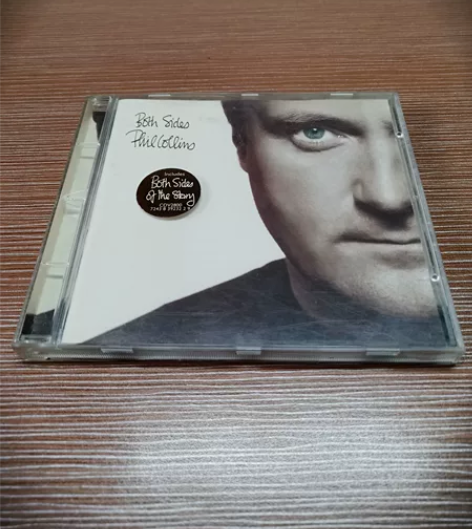 Both Sides
Phil Collins
Includes
Both Sides
Of The Story